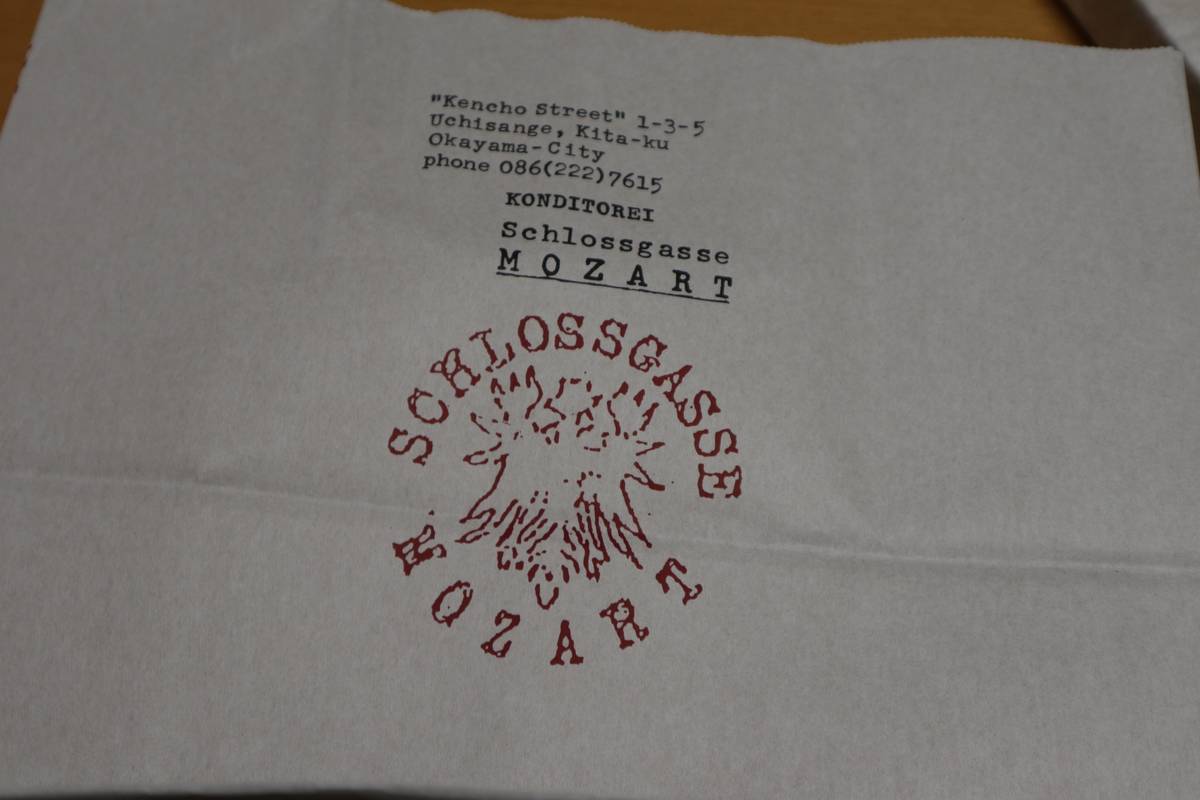 "Kencho Street" 1-3-5
Uchisange, Kita-ku
Okayama-City
phone 086(222)7615
KONDITOREI
Schlossgasse
MOZART
SCHLOSSGASSE
MOZART